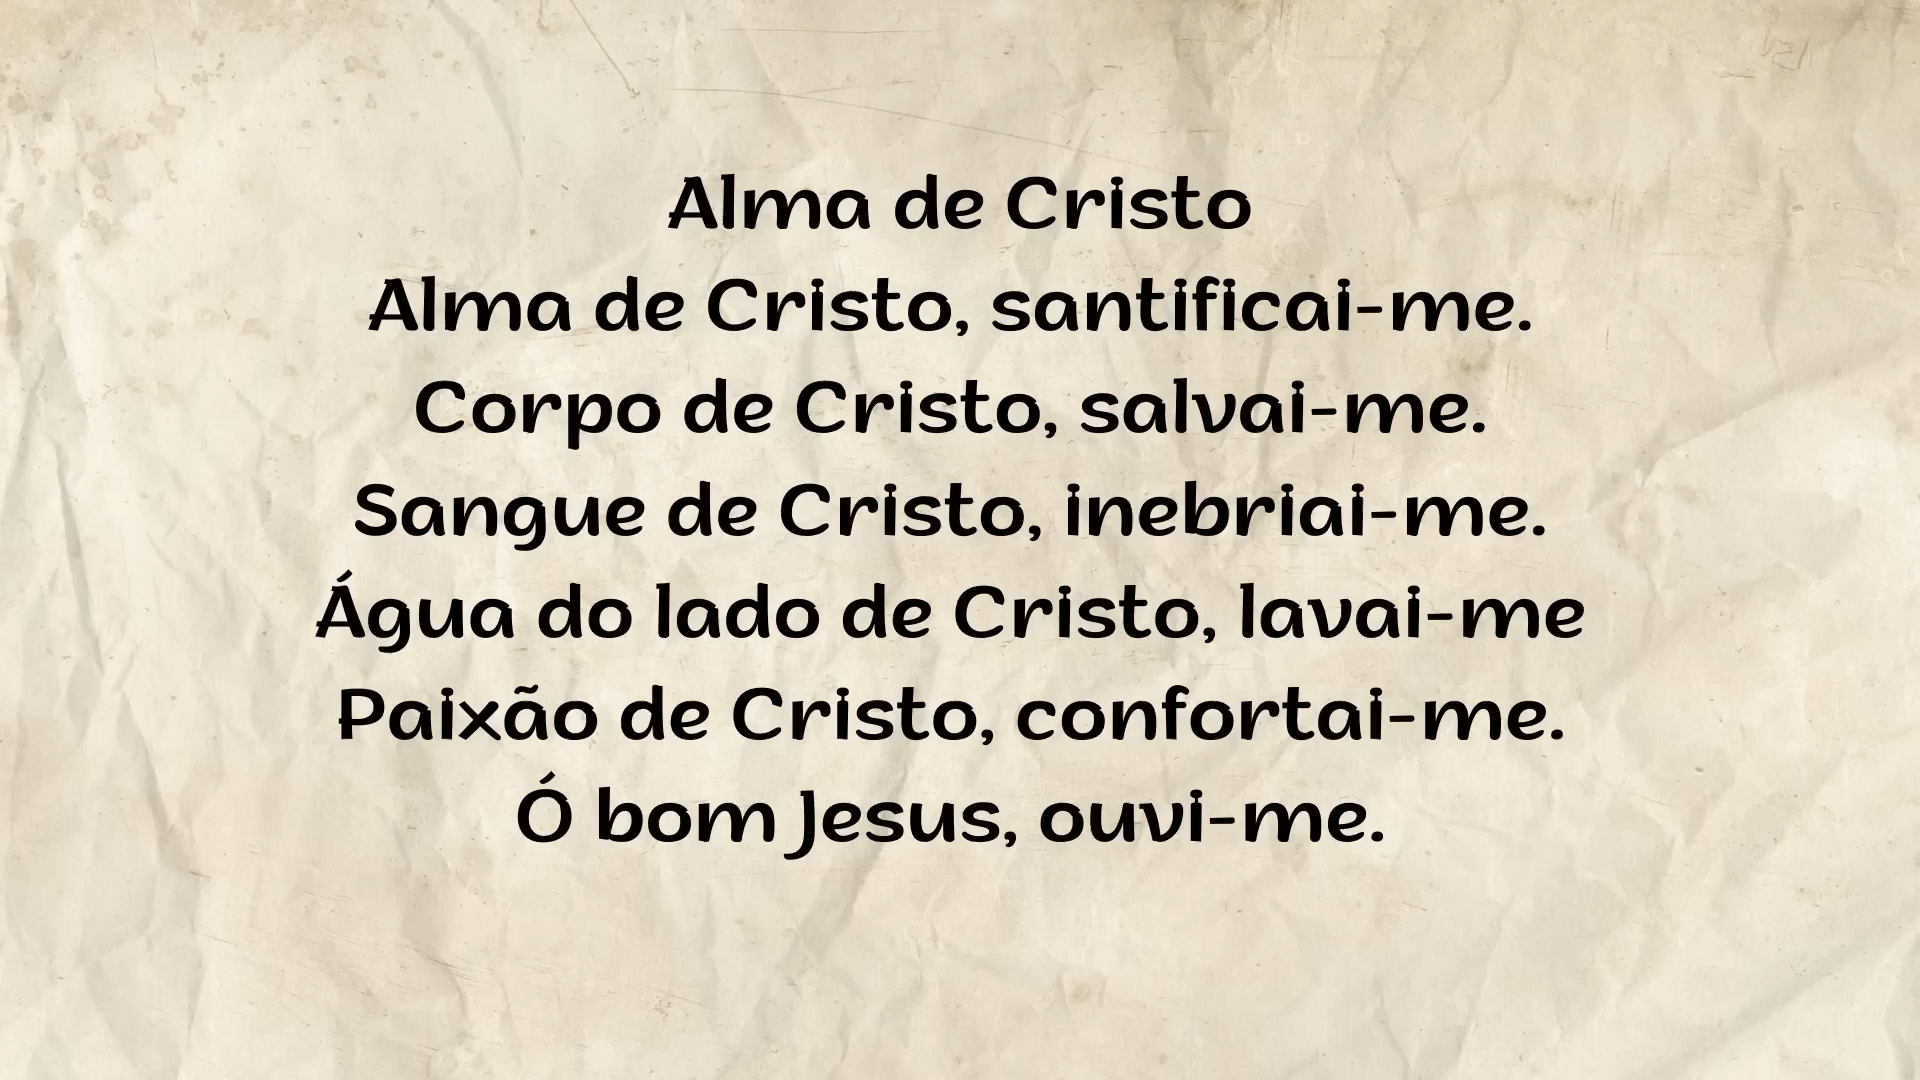 Alma de Cristo
Alma de Cristo, santificai-me.
Corpo de Cristo, salvai-me.
Sangue de Cristo, inebriai-me.
Água do lado de Cristo, lavai-me
Paixão de Cristo, confortai-me.
Ó bom Jesus, ouvi-me.